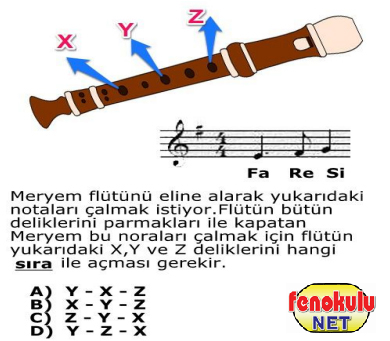 X
Y
Z
Fa Re Si
Meryem flütünü eline alarak yukarıdaki
notaları çalmak istiyor.Flütün bütün
deliklerini parmakları ile kapatan
Meryem bu noraları çalmak için flütün
yukarıdaki X,Y ve Z deliklerini hangi
sıra ile açması gerekir.
A) Y - X - Z
B) X - Y - Z
C) Z - Y - X
D) Y - Z - X
fenokulu
NET